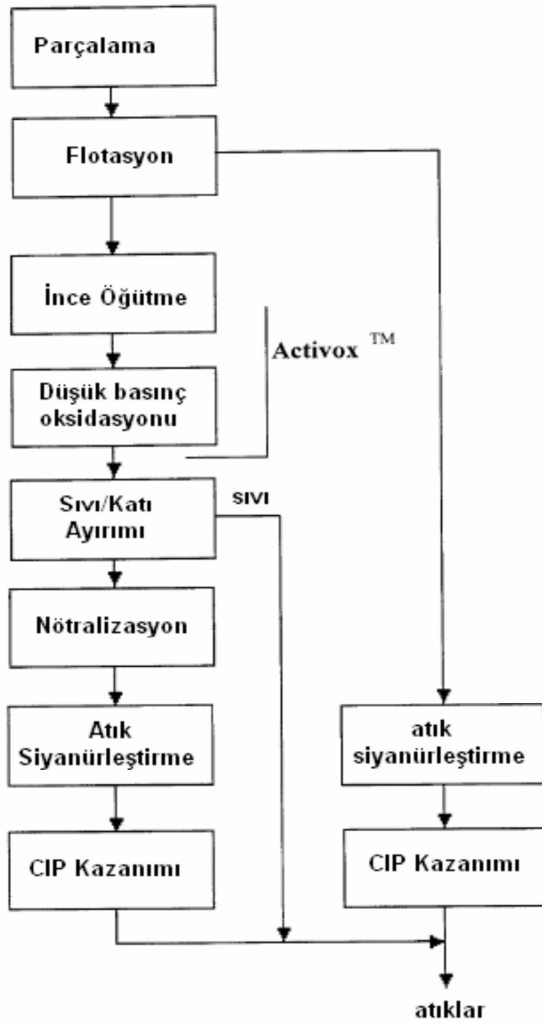 Parçalama
Flotasyon
İnce Öğütme
Activox TM
Düşük basınç
oksidasyonu
Sıvı/Katı
Ayırımı
sıvı
Nötralizasyon
Atık
Siyanürleştirme
atık
siyanürleştirme
CIP Kazanımı
CIP Kazanımı
atıklar